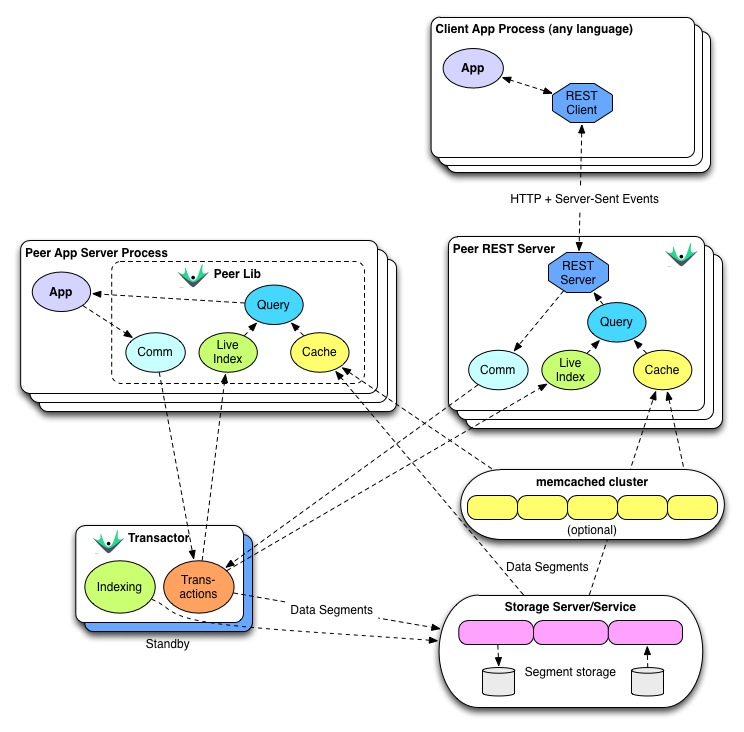 Client App Process (any language)
App
REST
Client
HTTP + Server-Sent Events
Peer App Server Process
Peer Lib
App
Query
Comm
Live
Index
Cache
Peer REST Server
REST
Server
Query
Comm
Live
Index
Cache
memcached cluster
(optional)
Transactor
Indexing
Trans-
actions
Standby
Data Segments
Data Segments
Storage Server/Service
Segment storage